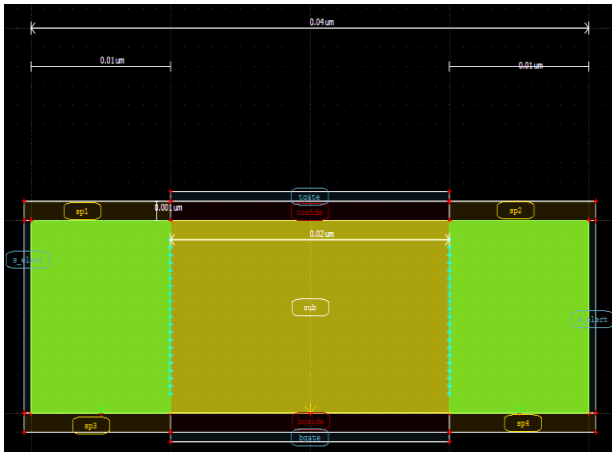 0.04um
0.01um
0.01um
tgate
sp1
0.001um
toxide
sp2
0.02um
s_elect
sub
sp3
boxide
sp4
bgate